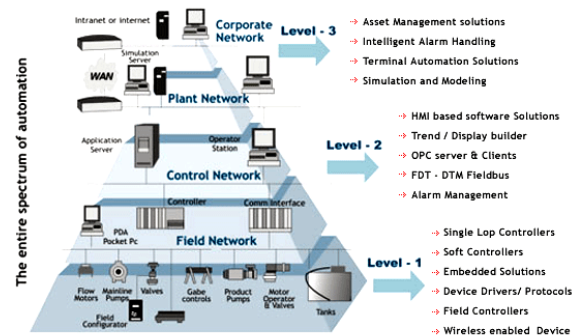 The entire spectrum of automation
Intranet or internet
Corporate
Network
Level - 3
Asset Management solutions
Intelligent Alarm Handling
Terminal Automation Solutions
Simulation and Modeling
Simulation
Server
WAN
Plant Network
Application
Server
Operator
Station
Level - 2
HMI based software Solutions
Trend / Display builder
OPC server & Clients
FDT - DTM Fieldbus
Alarm Management
Control Network
Controller
Comm Interface
PDA
Pocket Pc
Field Network
Level - 1
Single Lop Controllers
Soft Controllers
Embedded Solutions
Device Drivers/ Protocols
Field Controllers
Wireless enabled Device
Flow
Motors
Mainline
Pumps
Valves
Gabe
controls
Product
Pumps
Motor
Operator
& Valves
Tanks
Field
Configurator